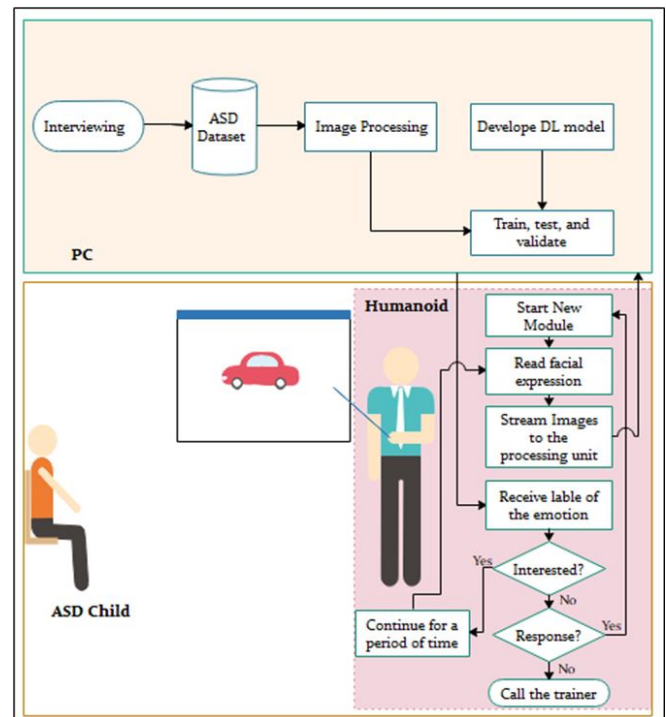 Interviewing
ASD
Dataset
Image Processing
Develope DL model
Train, test, and
validate
PC
Humanoid
Start New
Module
Read facial
expression
Stream Images
to the
processing unit
Receive lable of
the emotion
Yes
Interested?
No
ASD Child
Continue for a
period of time
Response?
Yes
No
Call the trainer